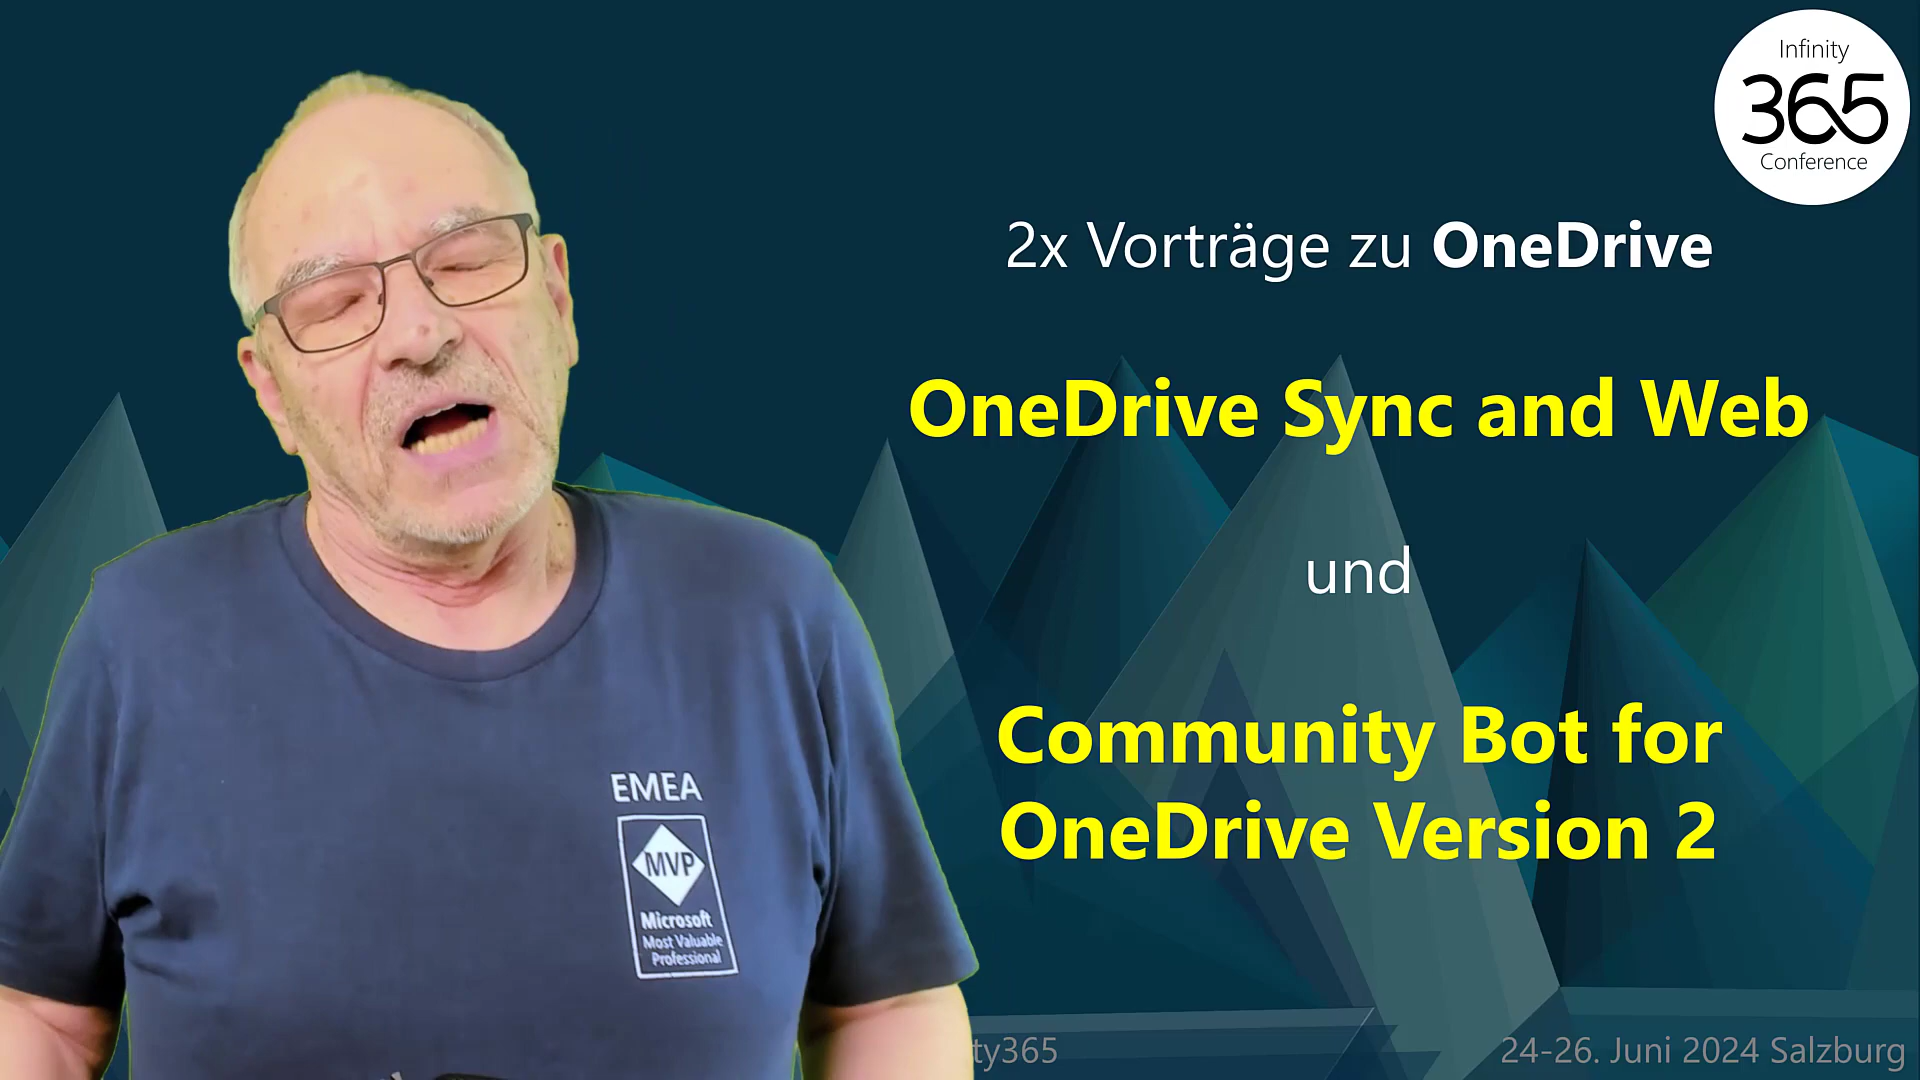 Infinity
365
Conference
2x Vorträge zu OneDrive
OneDrive Sync and Web
und
Community Bot for
OneDrive Version 2
EMEA
MVP
Microsoft
Most Valuable
Professional
ty365
24-26. Juni 2024 Salzburg